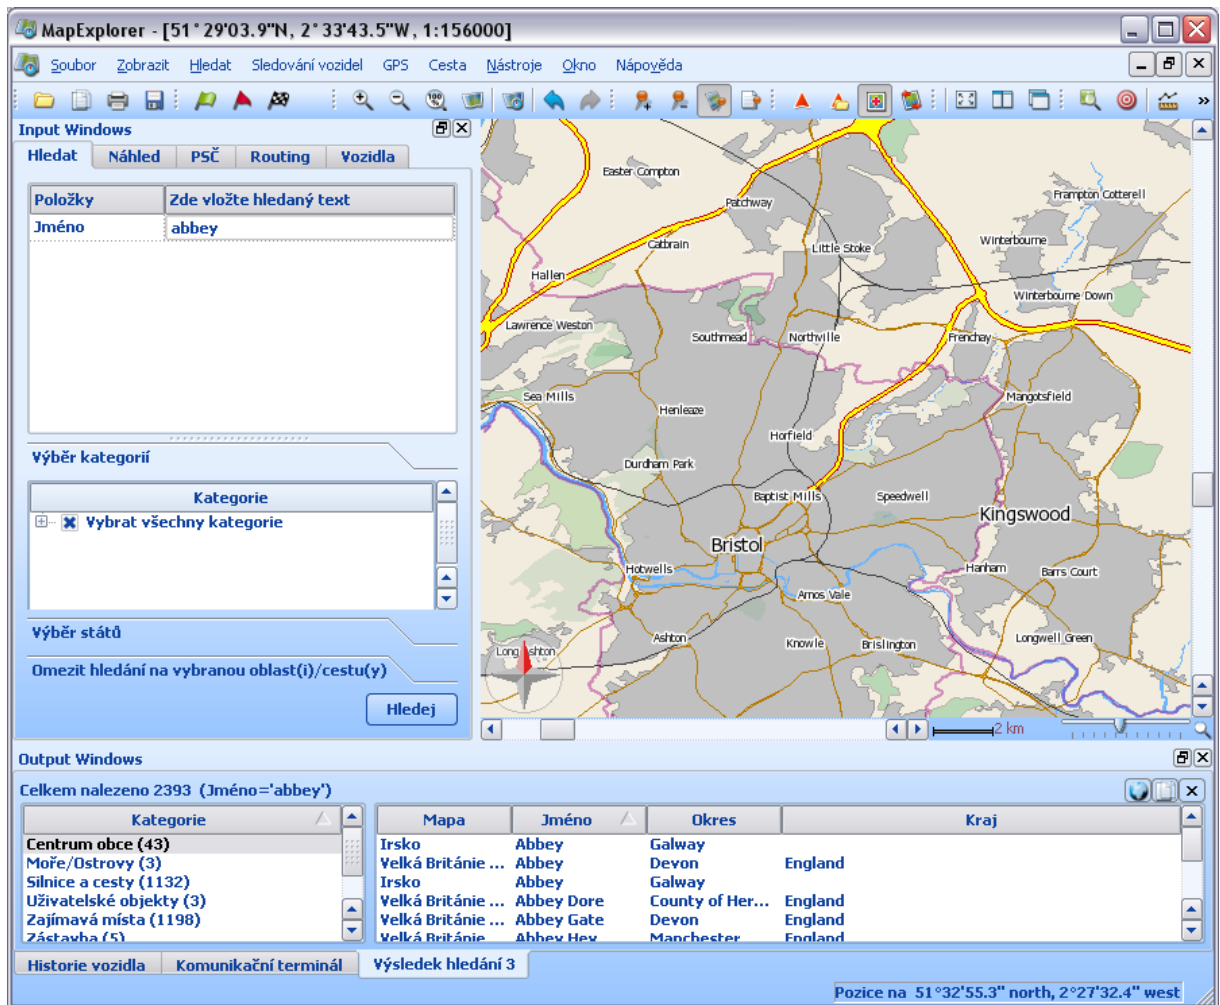 MapExplorer - [51°29'03.9"N, 2°33'43.5"W, 1:156000]
Soubor Zobrazit Hledat Sledování vozidel GPS Cesta Nástroje Okno Nápověda
Input Windows
Hledat Náhled PSČ Routing Vozidla
Položky Zde vložte hledaný text
Jméno abbey
Výběr kategorií
Kategorie
Vybrat všechny kategorie
Výběr států
Omezit hledání na vybranou oblast(i)/cestu(y)
Hledej
Easter Compton
Frampton Cotterell
Patchway
Catbrain
Little Stoke
Winterbourne
Hallen
Winterbourne Down
Lawrence Weston
Southmead
Northville
Frenchay
Sea Mills
Henleaze
Mangotsfield
Horfield
Durdham Park
Baptist Mills
Speedwell
Kingswood
Bristol
Hotwells
Hanham
Barrs Court
Arnos Vale
Ashton
Knowle
Brislington
Longwell Green
Long Ashton
2 km
Output Windows
Celkem nalezeno 2393 (Jméno='abbey')
Kategorie
Centrum obce (43)
Moře/Ostrovy (3)
Silnice a cesty (1132)
Uživatelské objekty (3)
Zajímavá místa (1198)
Zástavba (5)
Mapa Jméno Okres Kraj
Irsko Abbey Galway
Velká Británie ... Abbey Devon England
Irsko Abbey Galway
Velká Británie ... Abbey Dore County of Her... England
Velká Británie ... Abbey Gate Devon England
Velká Británie Abbey Hey Manchester England
Historie vozidla Komunikační terminál Výsledek hledání 3
Pozice na 51°32'55.3" north, 2°27'32.4" west